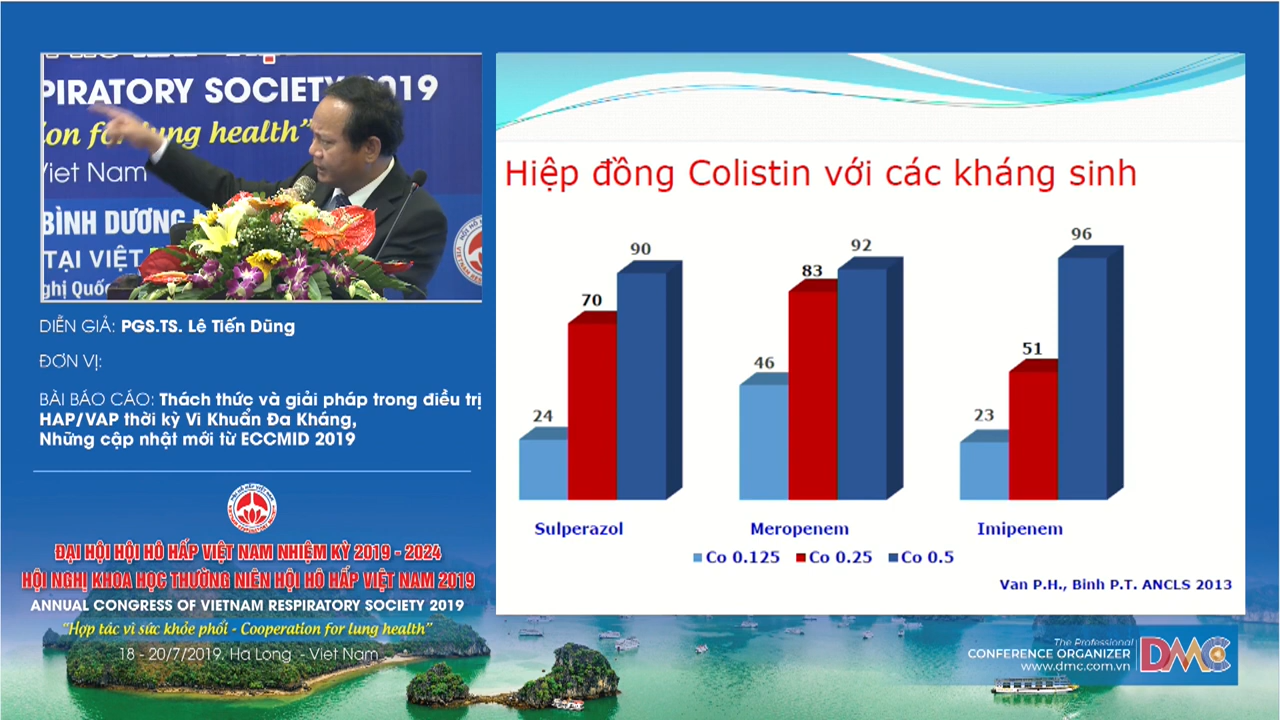 PIRATORY SOCIETY 2019
ion for lung health"
Viet Nam
BÌNH DƯƠNG
TẠI VIỆT
ghị Quốc
DIỄN GIẢ: PGS.TS. Lê Tiến Dũng
ĐƠN VỊ:
BÀI BÁO CÁO: Thách thức và giải pháp trong điều trị
HAP/VAP thời kỳ Vi Khuẩn Đa Kháng,
Những cập nhật mới từ ECCMID 2019
ĐẠI HỘI HỘI HÔ HẤP VIỆT NAM NHIỆM KỲ 2019 - 2024
HỘI NGHỊ KHOA HỌC THƯỜNG NIÊN HỘI HÔ HẤP VIỆT NAM 2019
ANNUAL CONGRESS OF VIETNAM RESPIRATORY SOCIETY 2019
"Hợp tác vì sức khỏe phổi - Cooperation for lung health"
18 - 20/7/2019. Ha Long - Viet Nam
Hiệp đồng Colistin với các kháng sinh
24 70 90 46 83 92 23 51 96
Sulperazol Meropenem Imipenem
Co 0.125 Co 0.25 Co 0.5
Van P.H., Binh P.T. ANCLS 2013
The Professional
CONFERENCE ORGANIZER
www.dmc.com.vn
DMC